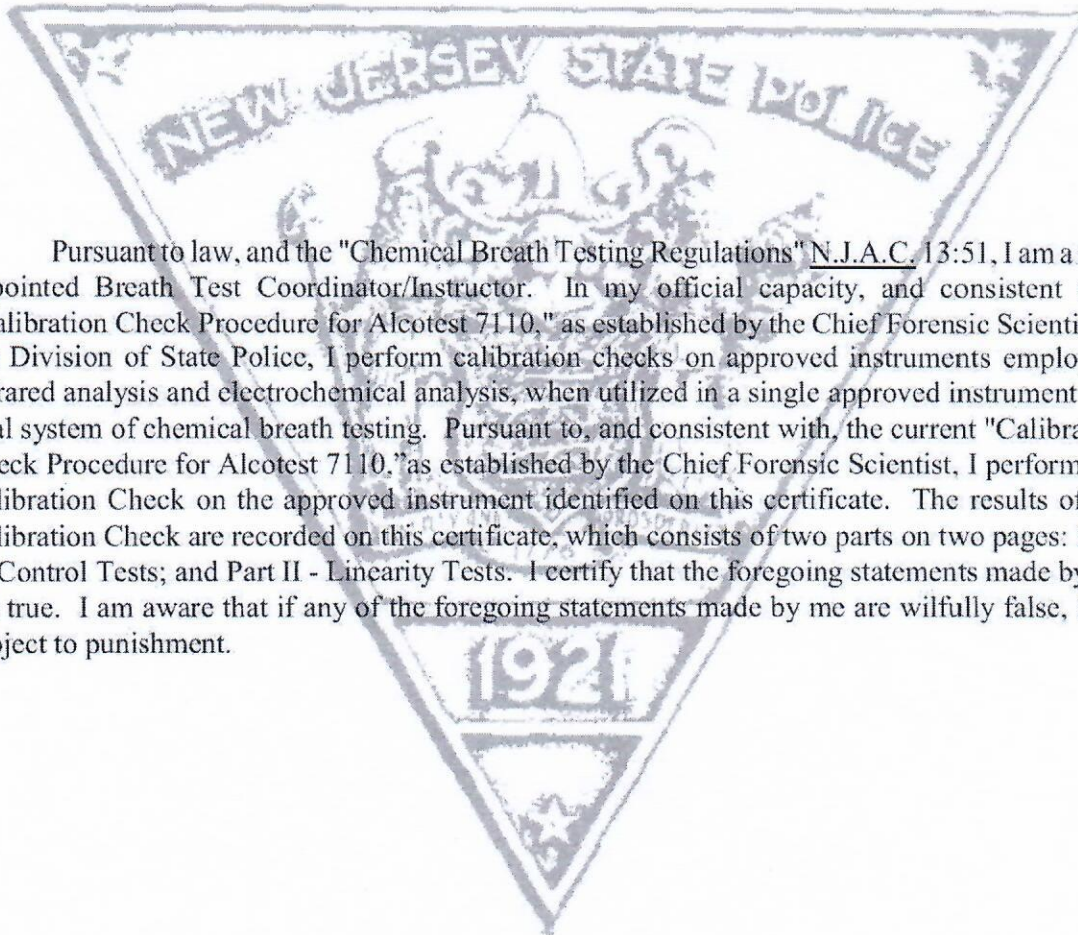 NEW JERSEY STATE POLICE
Pursuant to law, and the "Chemical Breath Testing Regulations" N.J.A.C. 13:51, I am a
pointed Breath Test Coordinator/Instructor. In my official capacity, and consistent
alibration Check Procedure for Alcotest 7110," as established by the Chief Forensic Scienti
Division of State Police, I perform calibration checks on approved instruments emplo
rared analysis and electrochemical analysis, when utilized in a single approved instrument
al system of chemical breath testing. Pursuant to, and consistent with, the current "Calibra
eck Procedure for Alcotest 7110,"as established by the Chief Forensic Scientist, I perform
libration Check on the approved instrument identified on this certificate. The results of
libration Check are recorded on this certificate, which consists of two parts on two pages:
Control Tests; and Part II - Linearity Tests. I certify that the foregoing statements made by
true. I am aware that if any of the foregoing statements made by me are wilfully false,
oject to punishment.
1921